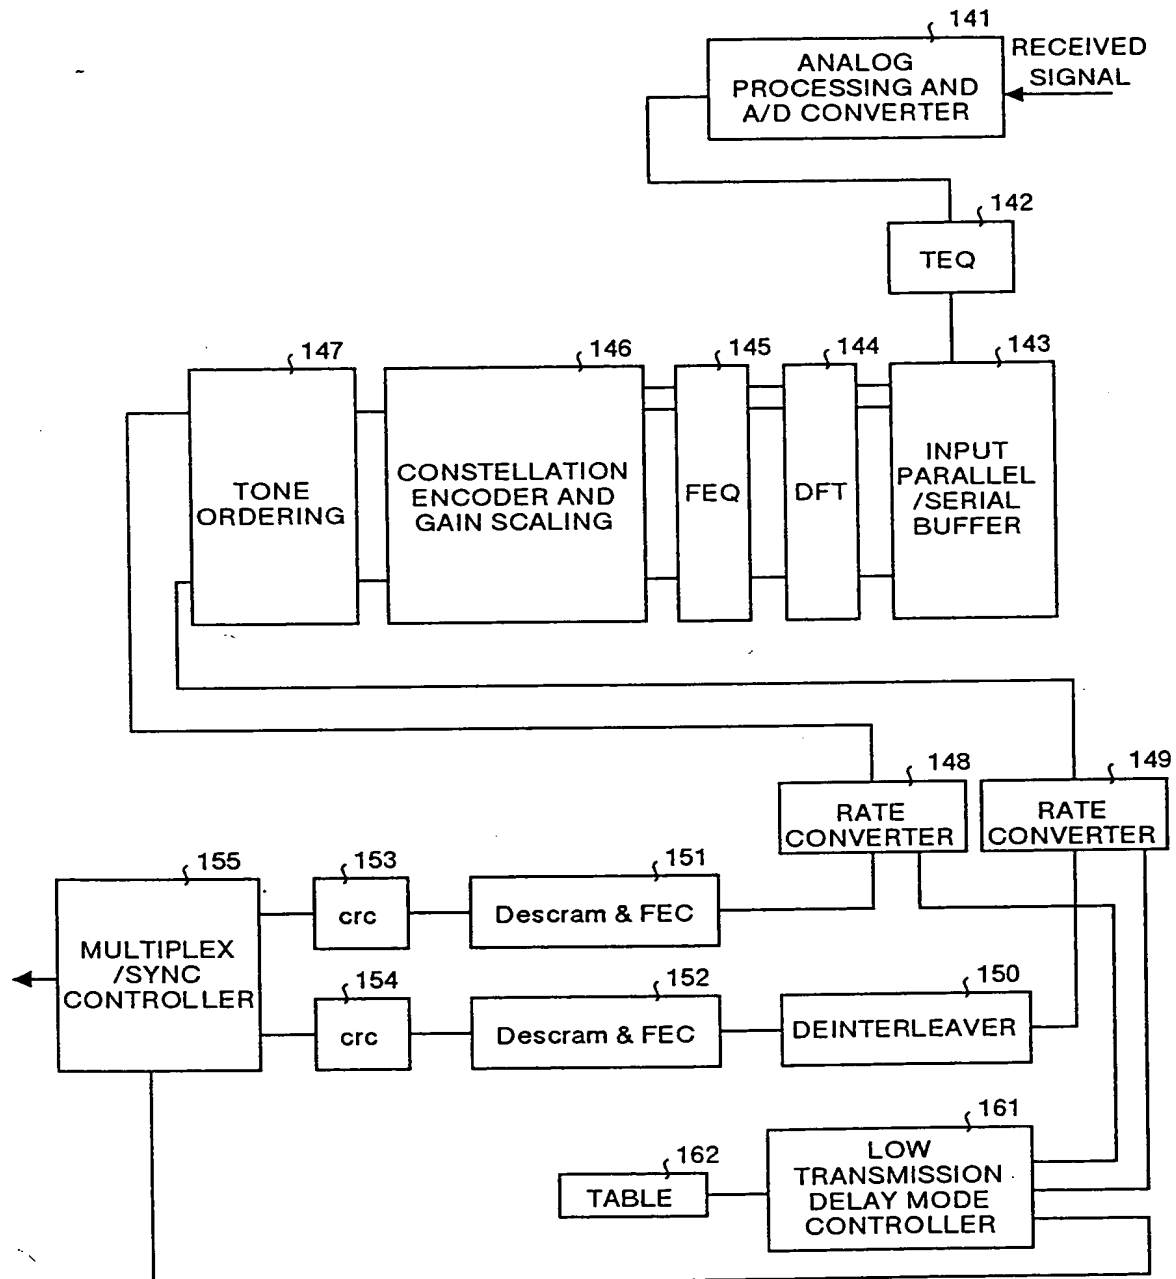 141
ANALOG
PROCESSING AND
A/D CONVERTER
RECEIVED
SIGNAL
142
TEQ
147
TONE
ORDERING
146
CONSTELLATION
ENCODER AND
GAIN SCALING
145
FEQ
144
DFT
143
INPUT
PARALLEL
/SERIAL
BUFFER
148
RATE
CONVERTER
149
RATE
CONVERTER
155
MULTIPLEX
/SYNC
CONTROLLER
153
crc
151
Descram & FEC
154
crc
152
Descram & FEC
150
DEINTERLEAVER
161
LOW
TRANSMISSION
DELAY MODE
CONTROLLER
162
TABLE